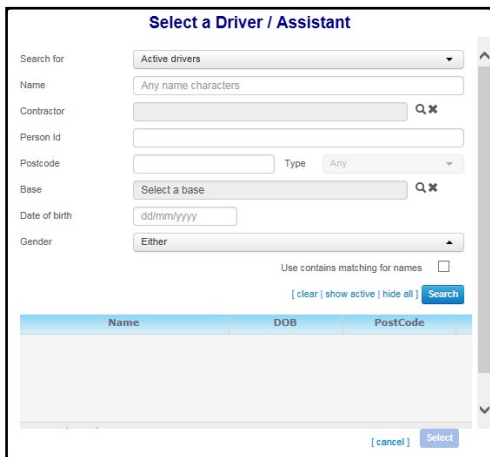 Select a Driver / Assistant
Search for Active drivers
Name Any name characters
Contractor
Person Id
Postcode Type Any
Base Select a base
Date of birth dd/mm/yyyy
Gender Either
Use contains matching for names
[ clear | show active | hide all ] Search
Name DOB PostCode
[ cancel ] Select